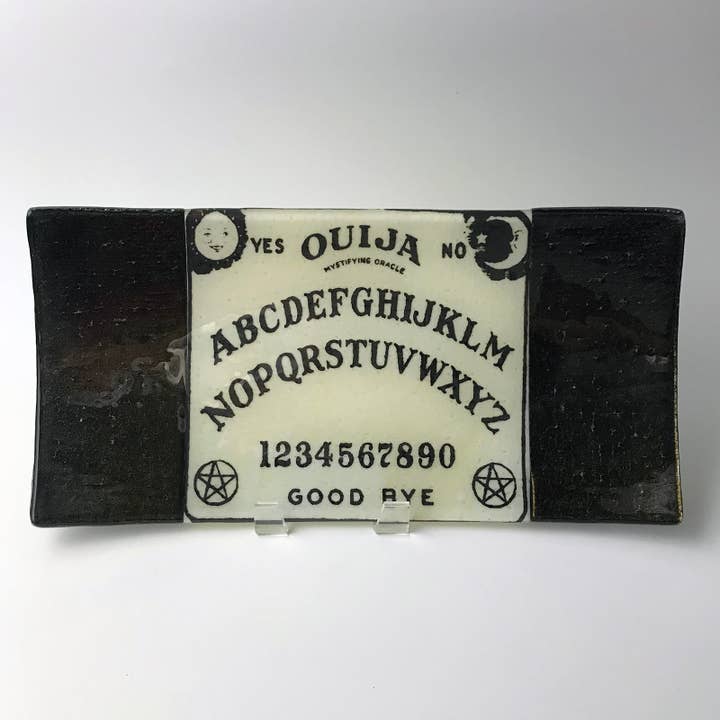 YES OUIJA NO
MYSTIFYING ORACLE
ABCDEFGHIJKLM
NOPQRSTUVWXYZ
1234567890
GOOD BYE